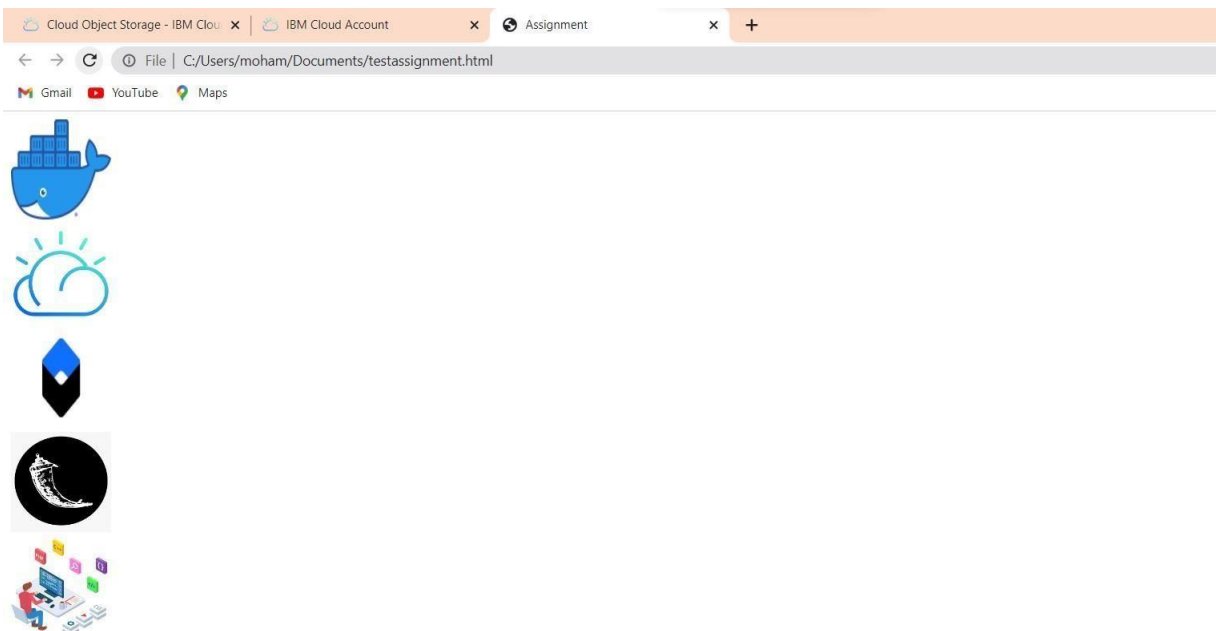 Cloud Object Storage - IBM Clou IBM Cloud Account Assignment
File C:/Users/moham/Documents/testassignment.html
Gmail YouTube Maps